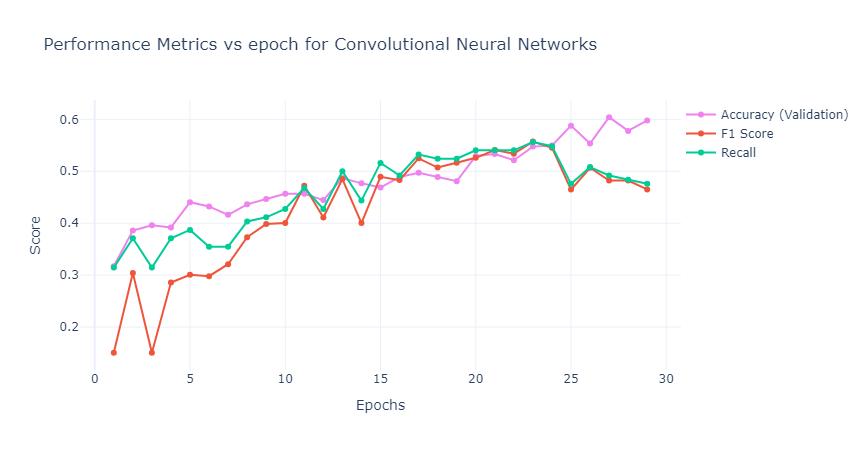 Performance Metrics vs epoch for Convolutional Neural Networks
Accuracy (Validation)
F1 Score
Recall
0.6
0.5
0.4
0.3
0.2
Score
0
5
10
15
20
25
30
Epochs